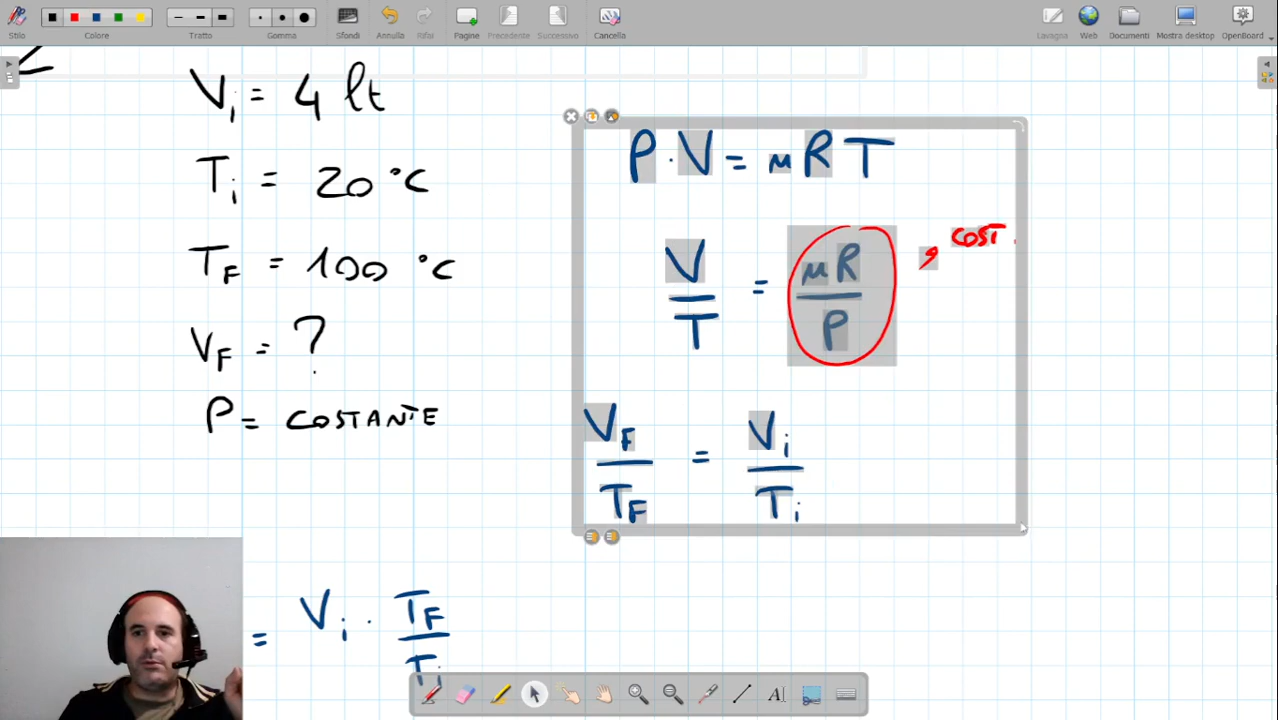 Stilo Colore Tratto Gomma Sfondi Annulla Rifai Pagine Precedente Successivo Cancella Lavagna Web Documenti Mostra desktop OpenBoard
Vi = 4 lt
Ti = 20 °C
TF = 100 °C
VF = ?
P = COSTANTE
P · V = nRT
V/T = nR/P COST.
VF/TF = Vi/Ti
= Vi · TF/Ti